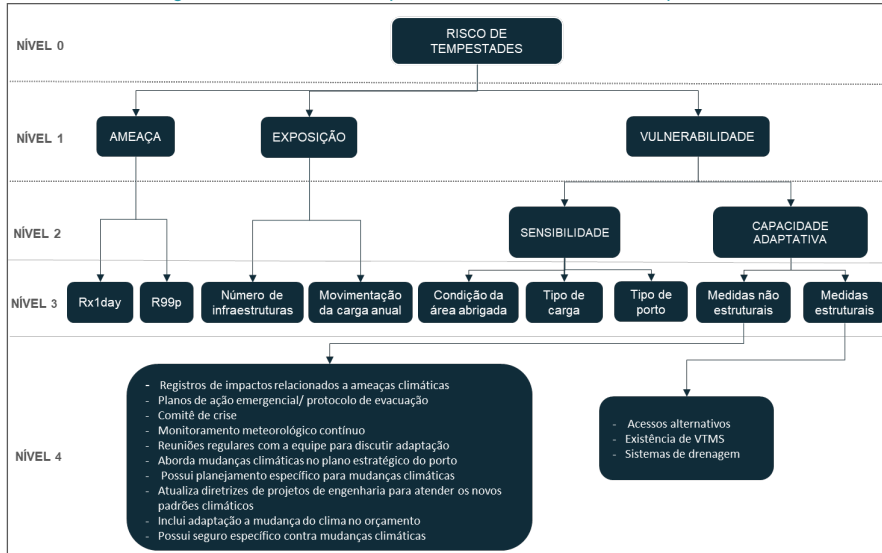 NÍVEL 0
RISCO DE
TEMPESTADES
NÍVEL 1
AMEAÇA
EXPOSIÇÃO
VULNERABILIDADE
NÍVEL 2
SENSIBILIDADE
CAPACIDADE
ADAPTATIVA
NÍVEL 3
Rx1day
R99p
Número de
infraestruturas
Movimentação
da carga anual
Condição da
área abrigada
Tipo de
carga
Tipo de
porto
Medidas não
estruturais
Medidas
estruturais
NÍVEL 4
- Registros de impactos relacionados a ameaças climáticas
- Planos de ação emergencial/ protocolo de evacuação
- Comitê de crise
- Monitoramento meteorológico contínuo
- Reuniões regulares com a equipe para discutir adaptação
- Aborda mudanças climáticas no plano estratégico do porto
- Possui planejamento específico para mudanças climáticas
- Atualiza diretrizes de projetos de engenharia para atender os novos
padrões climáticos
- Inclui adaptação a mudança do clima no orçamento
- Possui seguro específico contra mudanças climáticas
- Acessos alternativos
- Existência de VTMS
- Sistemas de drenagem